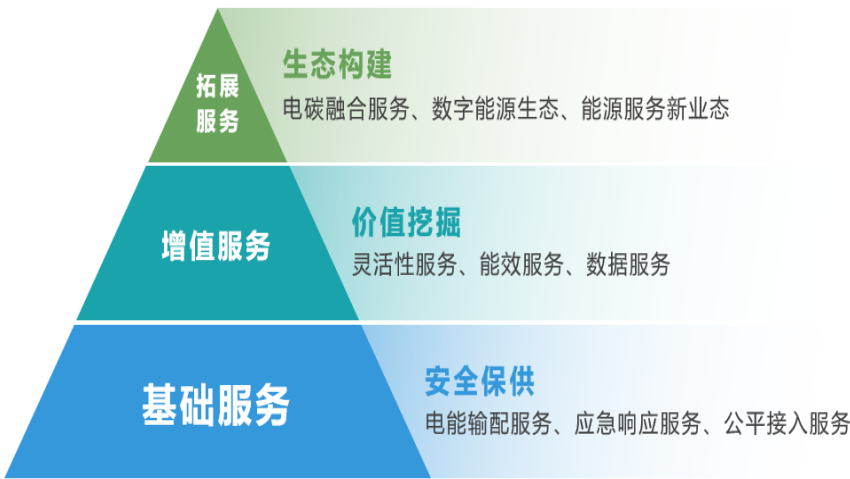 拓展
服务
生态构建
电碳融合服务、数字能源生态、能源服务新业态
增值服务
价值挖掘
灵活性服务、能效服务、数据服务
基础服务
安全保供
电能输配服务、应急响应服务、公平接入服务